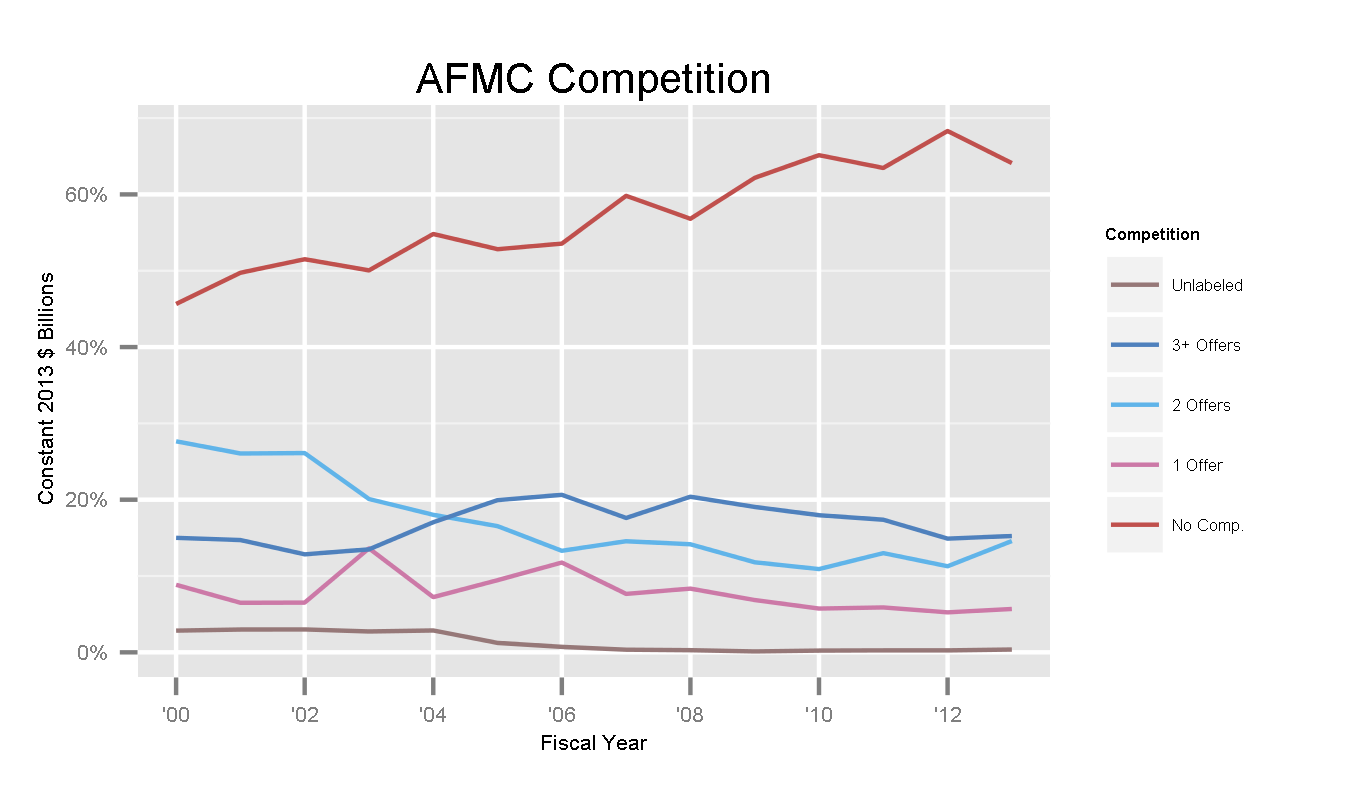 AFMC Competition
60%
40%
20%
0%
Constant 2013 $ Billions
'00 '02 '04 '06 '08 '10 '12
Fiscal Year
Competition
Unlabeled
3+ Offers
2 Offers
1 Offer
No Comp.